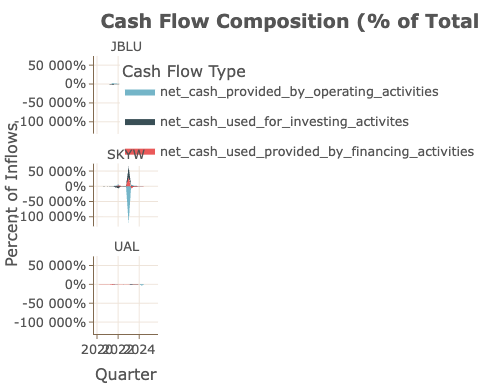 Cash Flow Composition (% of Total
JBLU
50 000%
0%
-50 000%
-100 000%
Cash Flow Type
net_cash_provided_by_operating_activities
net_cash_used_for_investing_activites
net_cash_used_provided_by_financing_activities
SKYW
50 000%
0%
-50 000%
-100 000%
UAL
50 000%
0%
-50 000%
-100 000%
2020 2022 2024
Quarter
Percent of Inflows